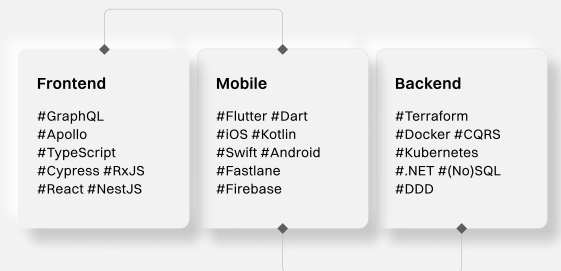 Frontend
#GraphQL
#Apollo
#TypeScript
#Cypress #RxJS
#React #NestJS
Mobile
#Flutter #Dart
#iOS #Kotlin
#Swift #Android
#Fastlane
#Firebase
Backend
#Terraform
#Docker #CQRS
#Kubernetes
#.NET #(No)SQL
#DDD